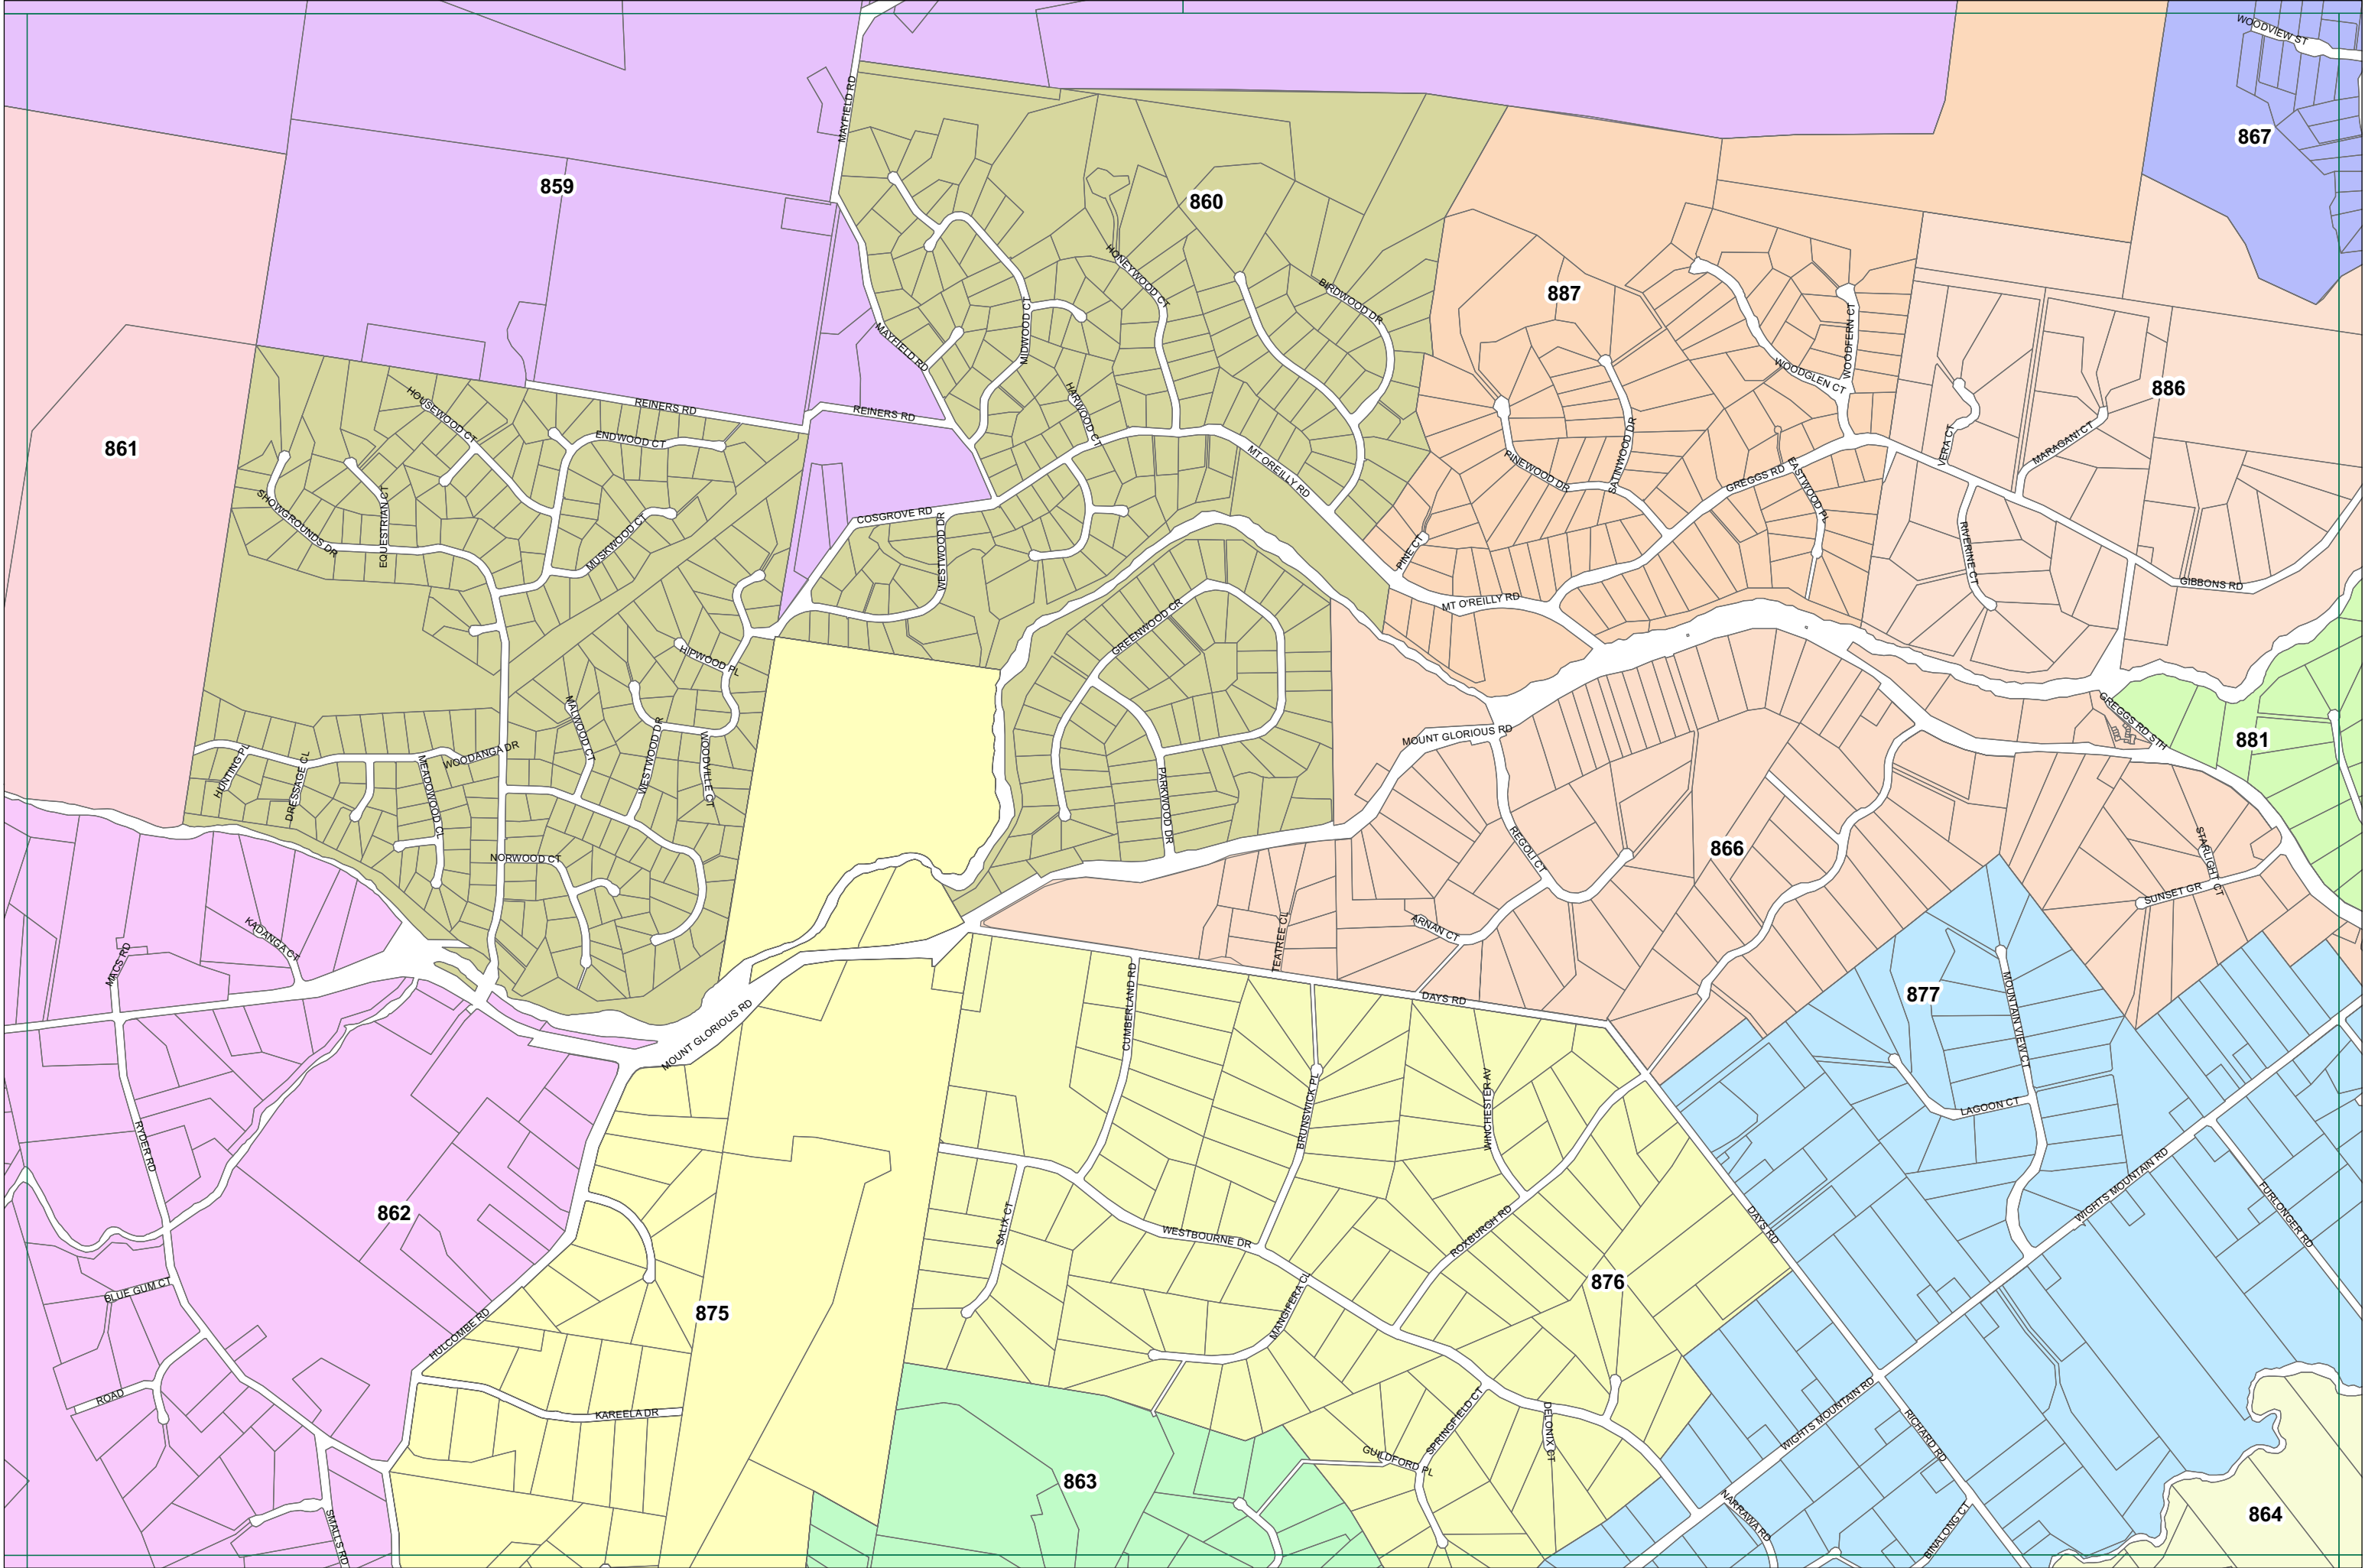 WOODVIEW ST
867
MAYFIELD RD
859
860
HONEYWOOD CT
BIRDWOOD DR
887
MIDWOOD CT
MAYFIELD RD
WOODFERN CT
WOODGLEN CT
886
HARWOOD CT
HOUSEWOOD CT
REINERS RD
REINERS RD
ENDWOOD CT
861
SATINWOOD DR
VERA CT
MARAGANI CT
MT OREILLY RD
PINEWOOD DR
GREGGS RD
EASTWOOD PL
SHOWGROUNDS DR
EQUESTRIAN CT
MUSKWOOD CT
COSGROVE RD
WESTWOOD DR
PINE CT
RIVERINE CT
GIBBONS RD
MT O'REILLY RD
GREENWOOD CR
HIPWOOD PL
MALWOOD CT
WESTWOOD DR
WOODVILLE CT
WOODANGA DR
HUNTING PL
DRESSAGE CL
MEADOWOOD CL
MOUNT GLORIOUS RD
GREGGS RD STH
881
PARKWOOD DR
REGOLI CT
866
STARLIGHT CT
SUNSET GR
NORWOOD CT
KADANGA CT
MACS RD
TEATREE CL
ARNAN CT
DAYS RD
877
MOUNTAIN VIEW CT
CUMBERLAND RD
MOUNT GLORIOUS RD
LAGOON CT
BRUNSWICK PL
WINCHESTER AV
RYDER RD
862
SALIX CT
WESTBOURNE DR
ROXBURGH RD
DAYS RD
WIGHTS MOUNTAIN RD
FURLONGER RD
876
BLUE GUM CT
875
HULCOMBE RD
MANGIFERA CL
ROAD
KAREELA DR
SPRINGFIELD CT
DELONIX CT
GUILDFORD PL
WIGHTS MOUNTAIN RD
RICHARD RD
863
SMALLS RD
NARRAWA RD
BINALONG CT
864